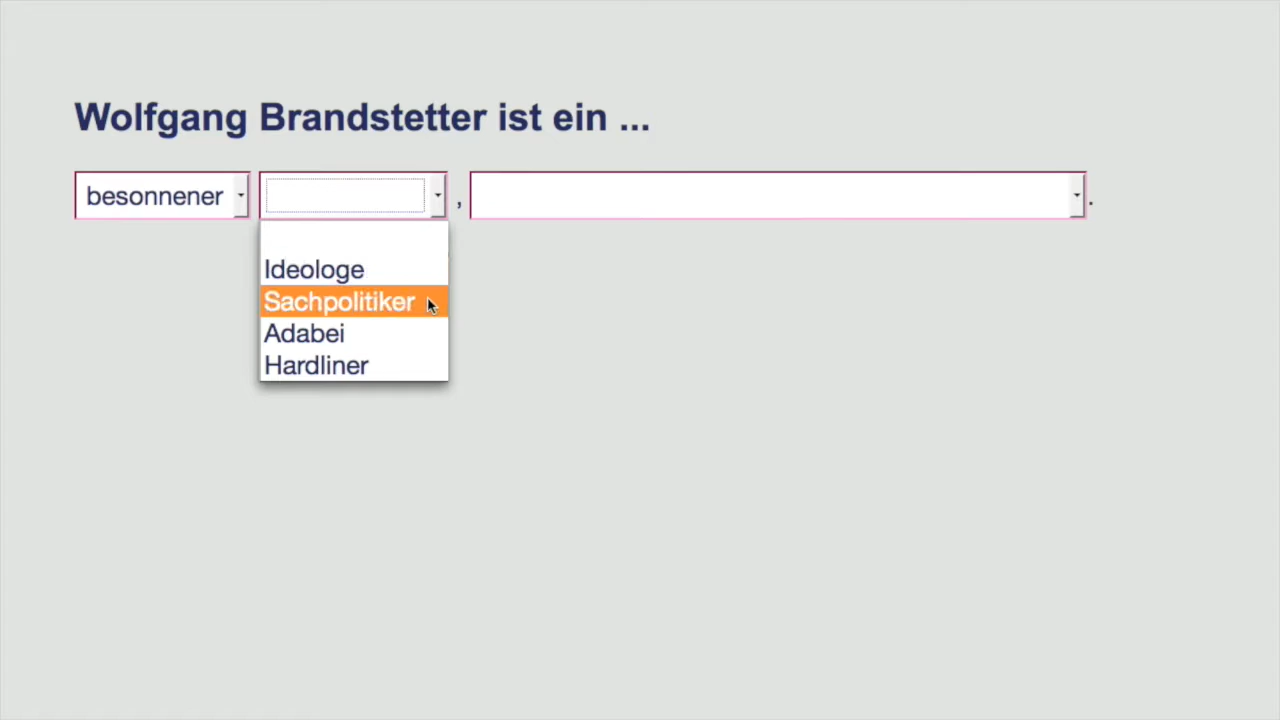 Wolfgang Brandstetter ist ein ...
besonnener , .
Ideologe
Sachpolitiker
Adabei
Hardliner